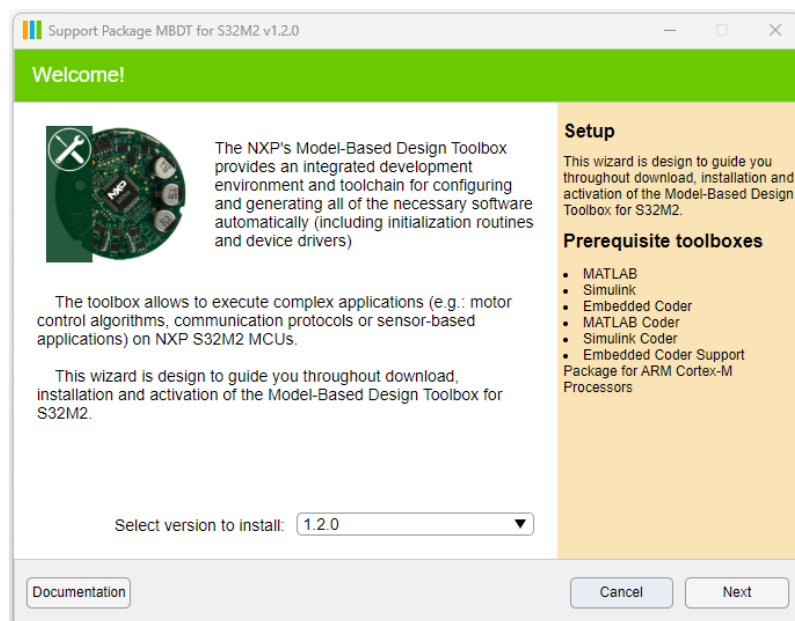 Support Package MBDT for S32M2 v1.2.0
Welcome!
NXP
The NXP's Model-Based Design Toolbox
provides an integrated development
environment and toolchain for configuring
and generating all of the necessary software
automatically (including initialization routines
and device drivers)
The toolbox allows to execute complex applications (e.g.: motor
control algorithms, communication protocols or sensor-based
applications) on NXP S32M2 MCUs.
This wizard is design to guide you throughout download,
installation and activation of the Model-Based Design Toolbox for
S32M2.
Select version to install:
1.2.0
Setup
This wizard is design to guide you
throughout download, installation and
activation of the Model-Based Design
Toolbox for S32M2.
Prerequisite toolboxes
• MATLAB
• Simulink
• Embedded Coder
• MATLAB Coder
• Simulink Coder
• Embedded Coder Support
Package for ARM Cortex-M
Processors
Documentation
Cancel
Next